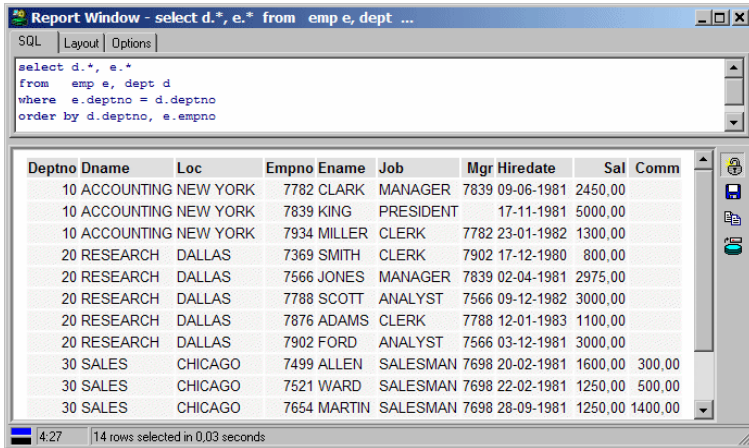 Report Window - select d.*, e.* from emp e, dept ...
SQL Layout Options
select d.*, e.*
from emp e, dept d
where e.deptno = d.deptno
order by d.deptno, e.empno
Deptno Dname Loc Empno Ename Job Mgr Hiredate Sal Comm
10 ACCOUNTING NEW YORK 7782 CLARK MANAGER 7839 09-06-1981 2450,00
10 ACCOUNTING NEW YORK 7839 KING PRESIDENT 17-11-1981 5000,00
10 ACCOUNTING NEW YORK 7934 MILLER CLERK 7782 23-01-1982 1300,00
20 RESEARCH DALLAS 7369 SMITH CLERK 7902 17-12-1980 800,00
20 RESEARCH DALLAS 7566 JONES MANAGER 7839 02-04-1981 2975,00
20 RESEARCH DALLAS 7788 SCOTT ANALYST 7566 09-12-1982 3000,00
20 RESEARCH DALLAS 7876 ADAMS CLERK 7788 12-01-1983 1100,00
20 RESEARCH DALLAS 7902 FORD ANALYST 7566 03-12-1981 3000,00
30 SALES CHICAGO 7499 ALLEN SALESMAN 7698 20-02-1981 1600,00 300,00
30 SALES CHICAGO 7521 WARD SALESMAN 7698 22-02-1981 1250,00 500,00
30 SALES CHICAGO 7654 MARTIN SALESMAN 7698 28-09-1981 1250,00 1400,00
4:27 14 rows selected in 0,03 seconds